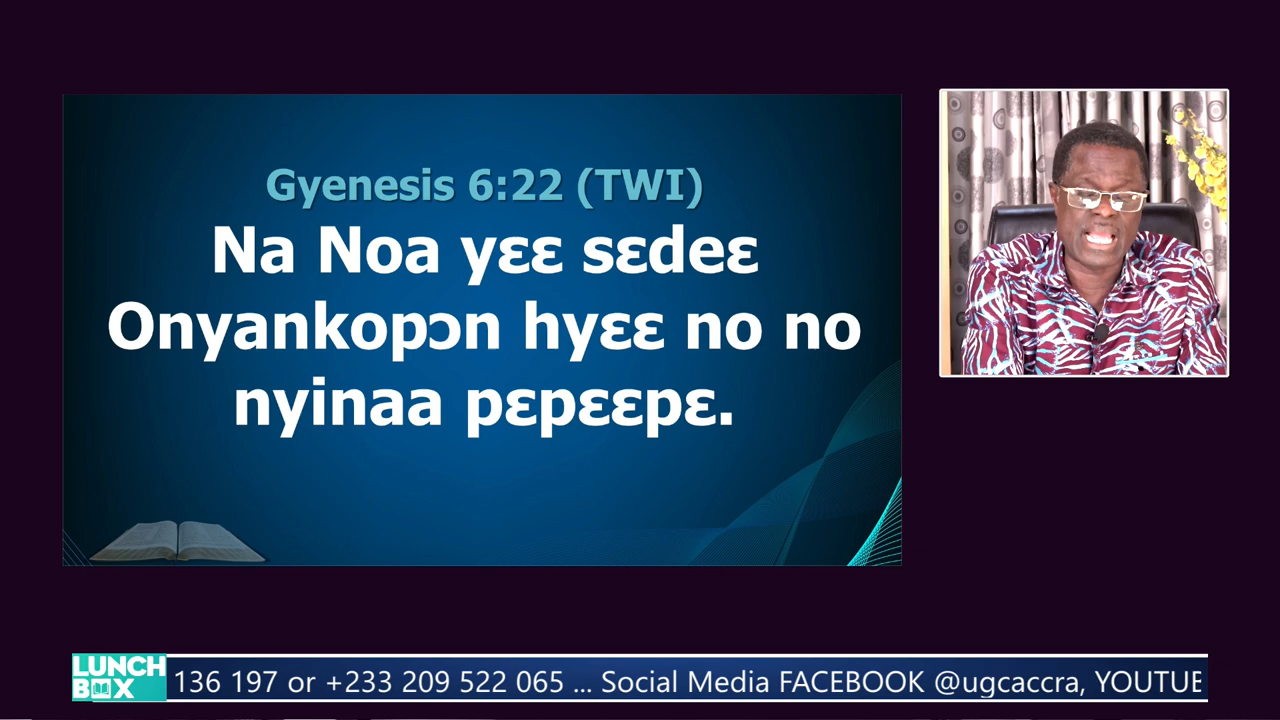 Gyenesis 6:22 (TWI)
Na Noa yɛɛ sɛdeɛ
Onyankopɔn hyɛɛ no no
nyinaa pɛpɛɛpɛ.
LUNCH
BOX
136 197 or +233 209 522 065 ... Social Media FACEBOOK @ugcaccra, YOUTUE